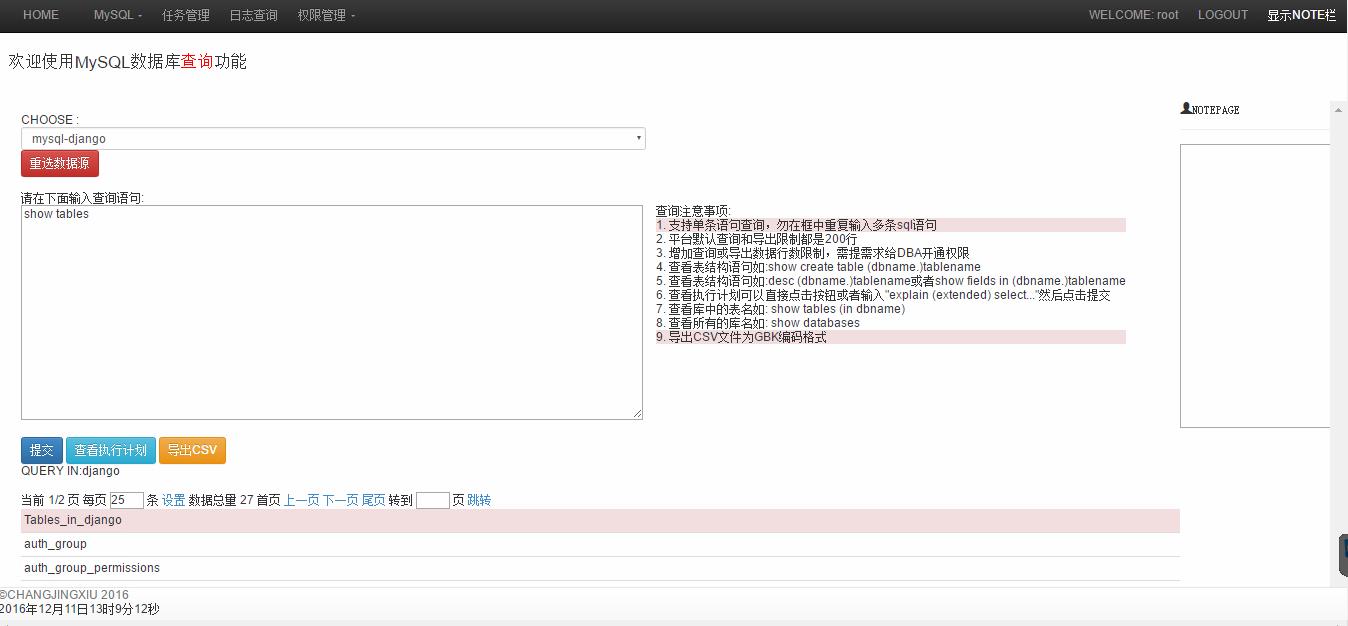 HOME MySQL 任务管理 日志查询 权限管理 WELCOME: root LOGOUT 显示NOTE栏
欢迎使用MySQL数据库查询功能
NOTEPAGE
CHOOSE :
mysql-django
重选数据源
请在下面输入查询语句:
show tables
查询注意事项:
1. 支持单条语句查询，勿在框中重复输入多条sql语句
2. 平台默认查询和导出限制都是200行
3. 增加查询或导出数据行数限制，需提需求给DBA开通权限
4. 查看表结构语句如:show create table (dbname.)tablename
5. 查看表结构语句如:desc (dbname.)tablename或者show fields in (dbname.)tablename
6. 查看执行计划可以直接点击按钮或者输入"explain (extended) select..."然后点击提交
7. 查看库中的表名如: show tables (in dbname)
8. 查看所有的库名如: show databases
9. 导出CSV文件为GBK编码格式
提交 查看执行计划 导出CSV
QUERY IN:django
当前 1/2 页 每页 25 条 设置 数据总量 27 首页 上一页 下一页 尾页 转到 页 跳转
Tables_in_django
auth_group
auth_group_permissions
©CHANGJINGXIU 2016
2016年12月11日13时9分12秒